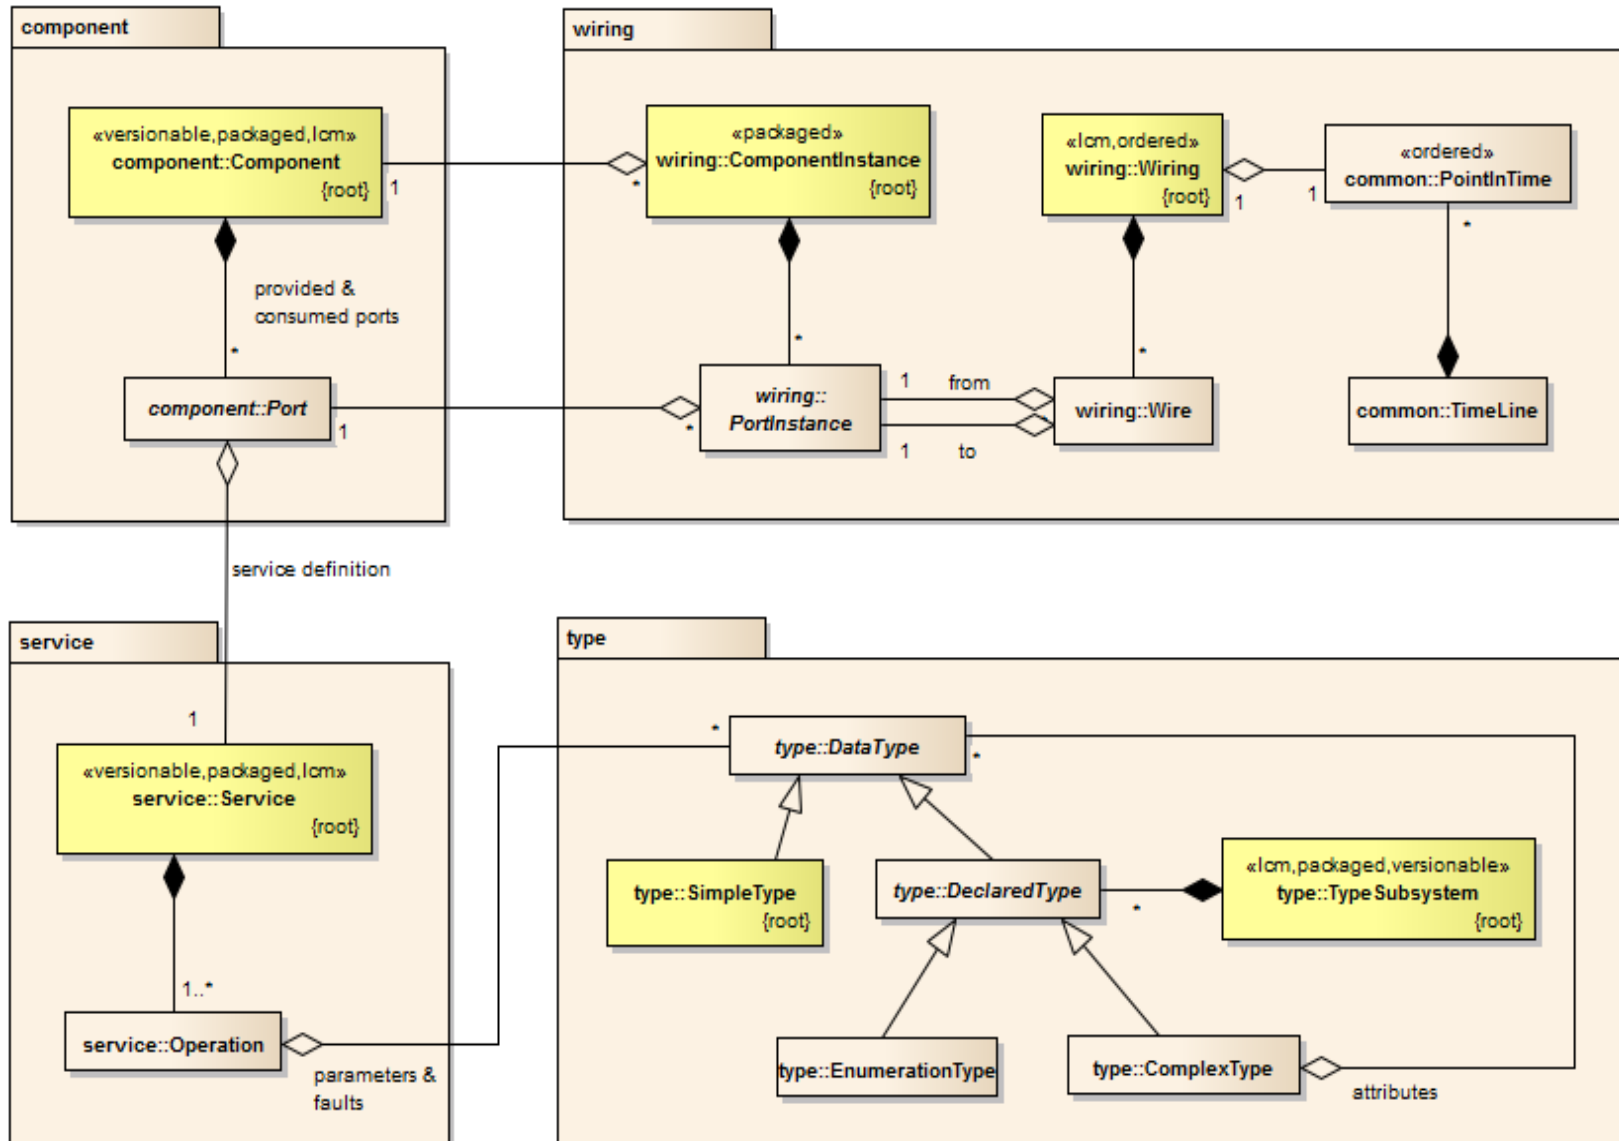 component
«versionable,packaged,lcm»
component::Component
{root}
1
provided &
consumed ports
*
component::Port
1
service definition
wiring
«packaged»
wiring::ComponentInstance
{root}
*
*
wiring::
PortInstance
*
1
from
1
to
«lcm,ordered»
wiring::Wiring
{root}
1
1
*
wiring::Wire
«ordered»
common::PointInTime
*
common::TimeLine
service
1
«versionable,packaged,lcm»
service::Service
{root}
1..*
service::Operation
parameters &
faults
type
*
type::DataType
*
type::SimpleType
{root}
type::DeclaredType
*
«lcm,packaged,versionable»
type::TypeSubsystem
{root}
type::EnumerationType
type::ComplexType
attributes